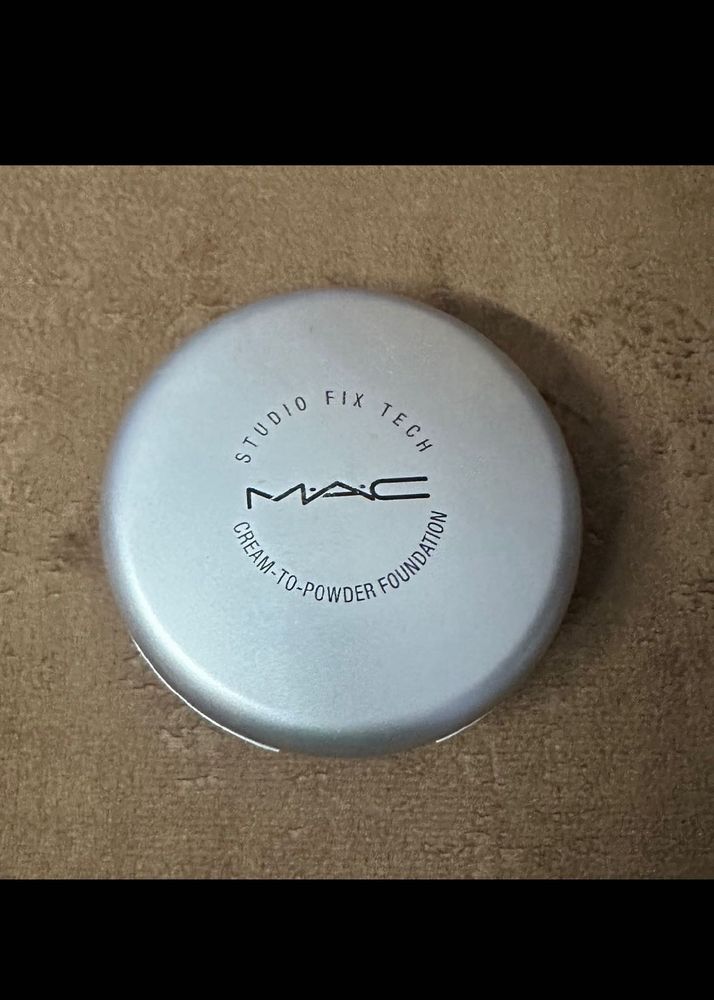 STUDIO FIX TECH
M·A·C
CREAM-TO-POWDER FOUNDATION